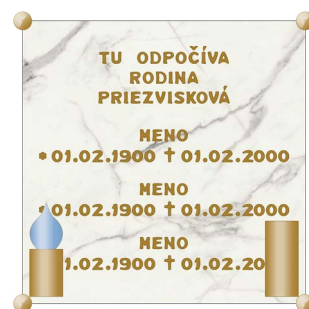 TU ODPOČÍVA
RODINA
PRIEZVISKOVÁ
MENO
* 01.02.1900 † 01.02.2000
MENO
* 01.02.1900 † 01.02.2000
MENO
1.02.1900 † 01.02.20